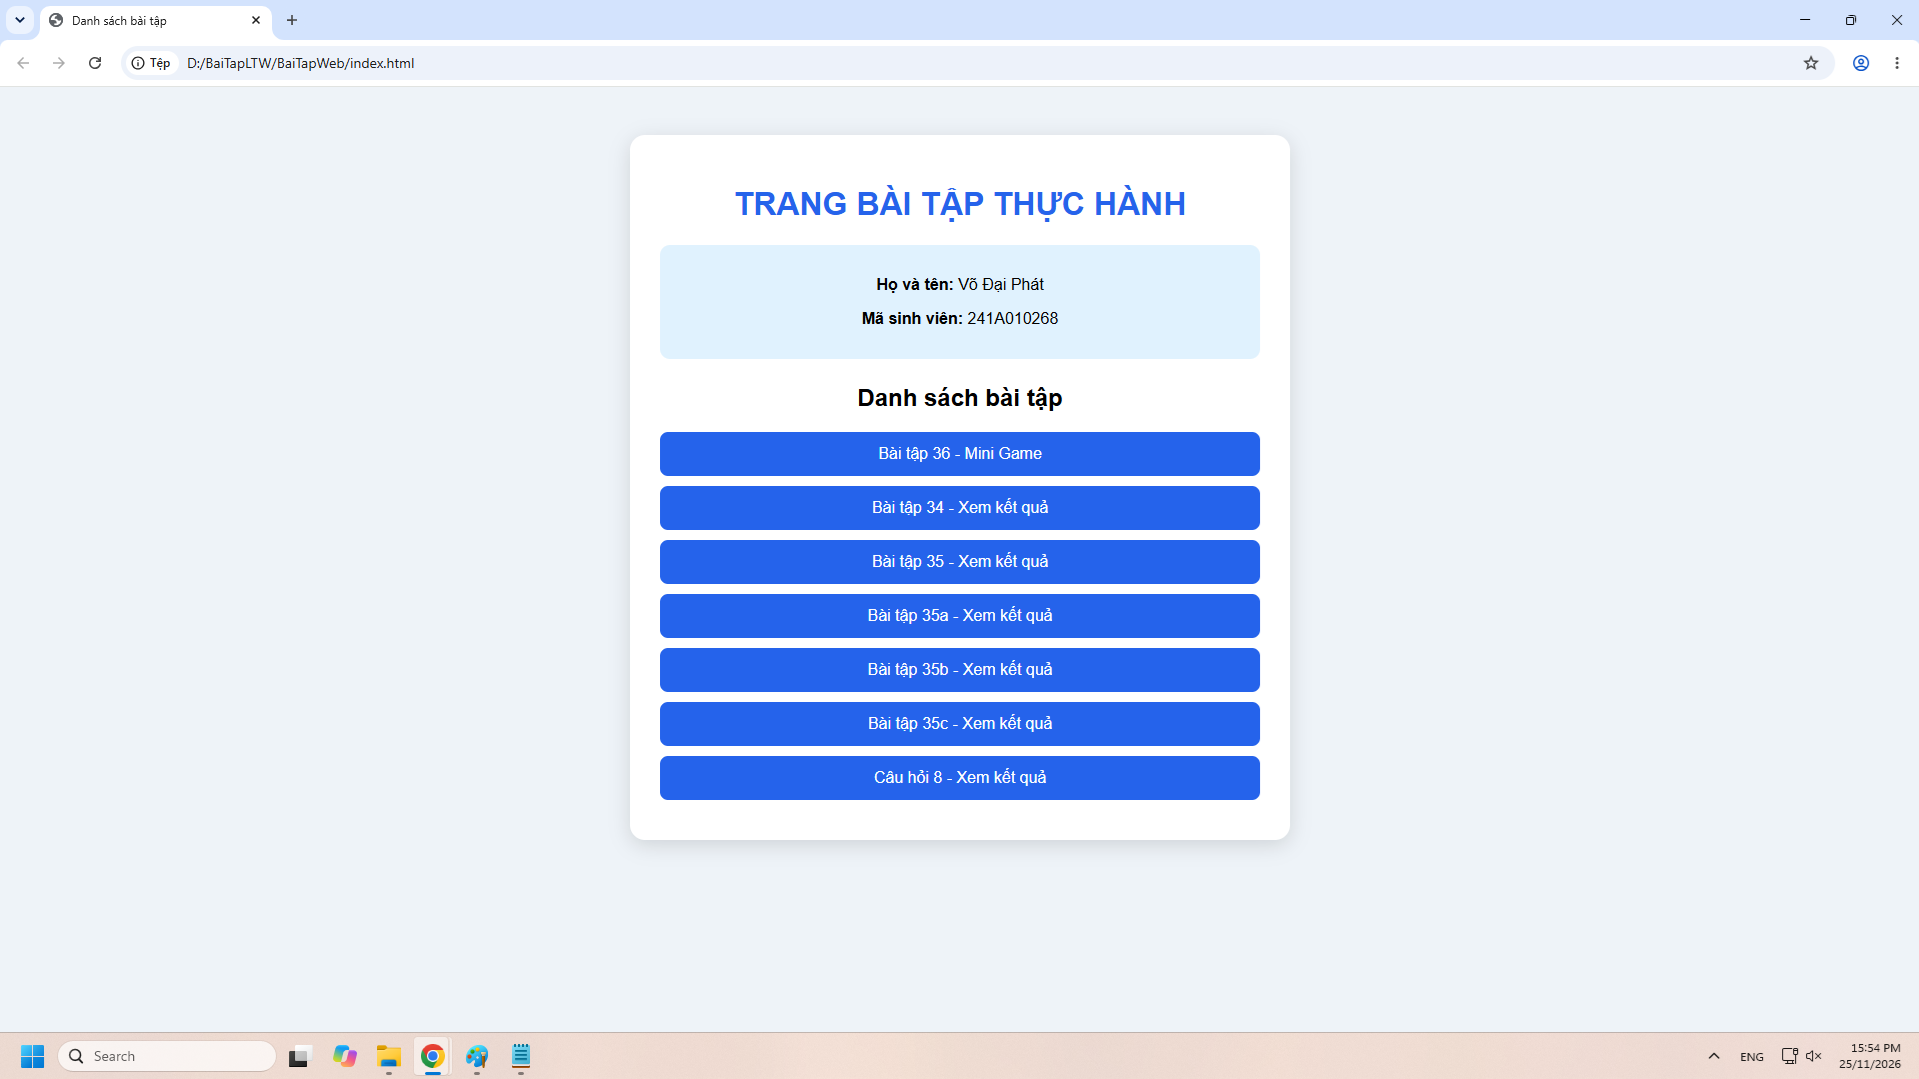 Danh sách bài tập
Tệp
D:/BaiTapLTW/BaiTapWeb/index.html
TRANG BÀI TẬP THỰC HÀNH
Họ và tên: Võ Đại Phát
Mã sinh viên: 241A010268
Danh sách bài tập
Bài tập 36 - Mini Game
Bài tập 34 - Xem kết quả
Bài tập 35 - Xem kết quả
Bài tập 35a - Xem kết quả
Bài tập 35b - Xem kết quả
Bài tập 35c - Xem kết quả
Câu hỏi 8 - Xem kết quả
Search
ENG
15:54 PM
25/11/2026